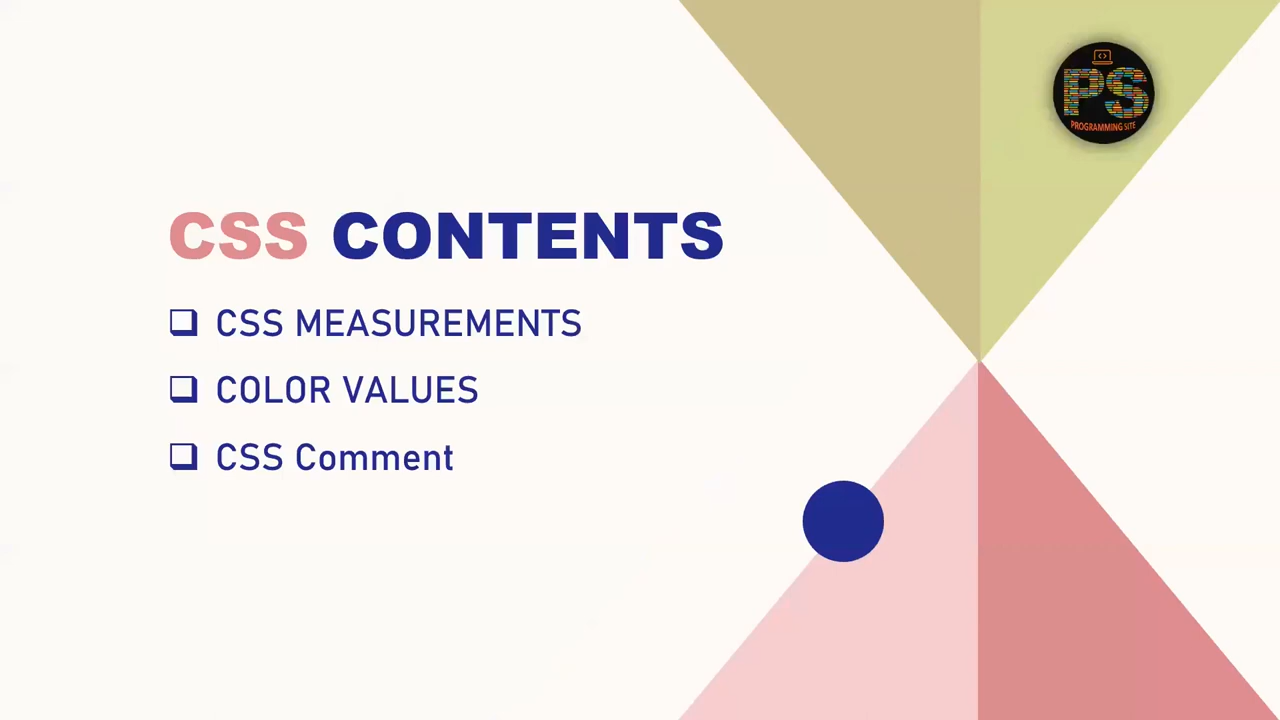 PS
PROGRAMMING SITE
CSS CONTENTS
CSS MEASUREMENTS
COLOR VALUES
CSS Comment